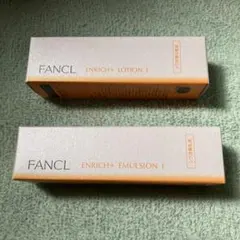 FANCL ENRICH+ LOTION I
FANCL ENRICH+ EMULSION I